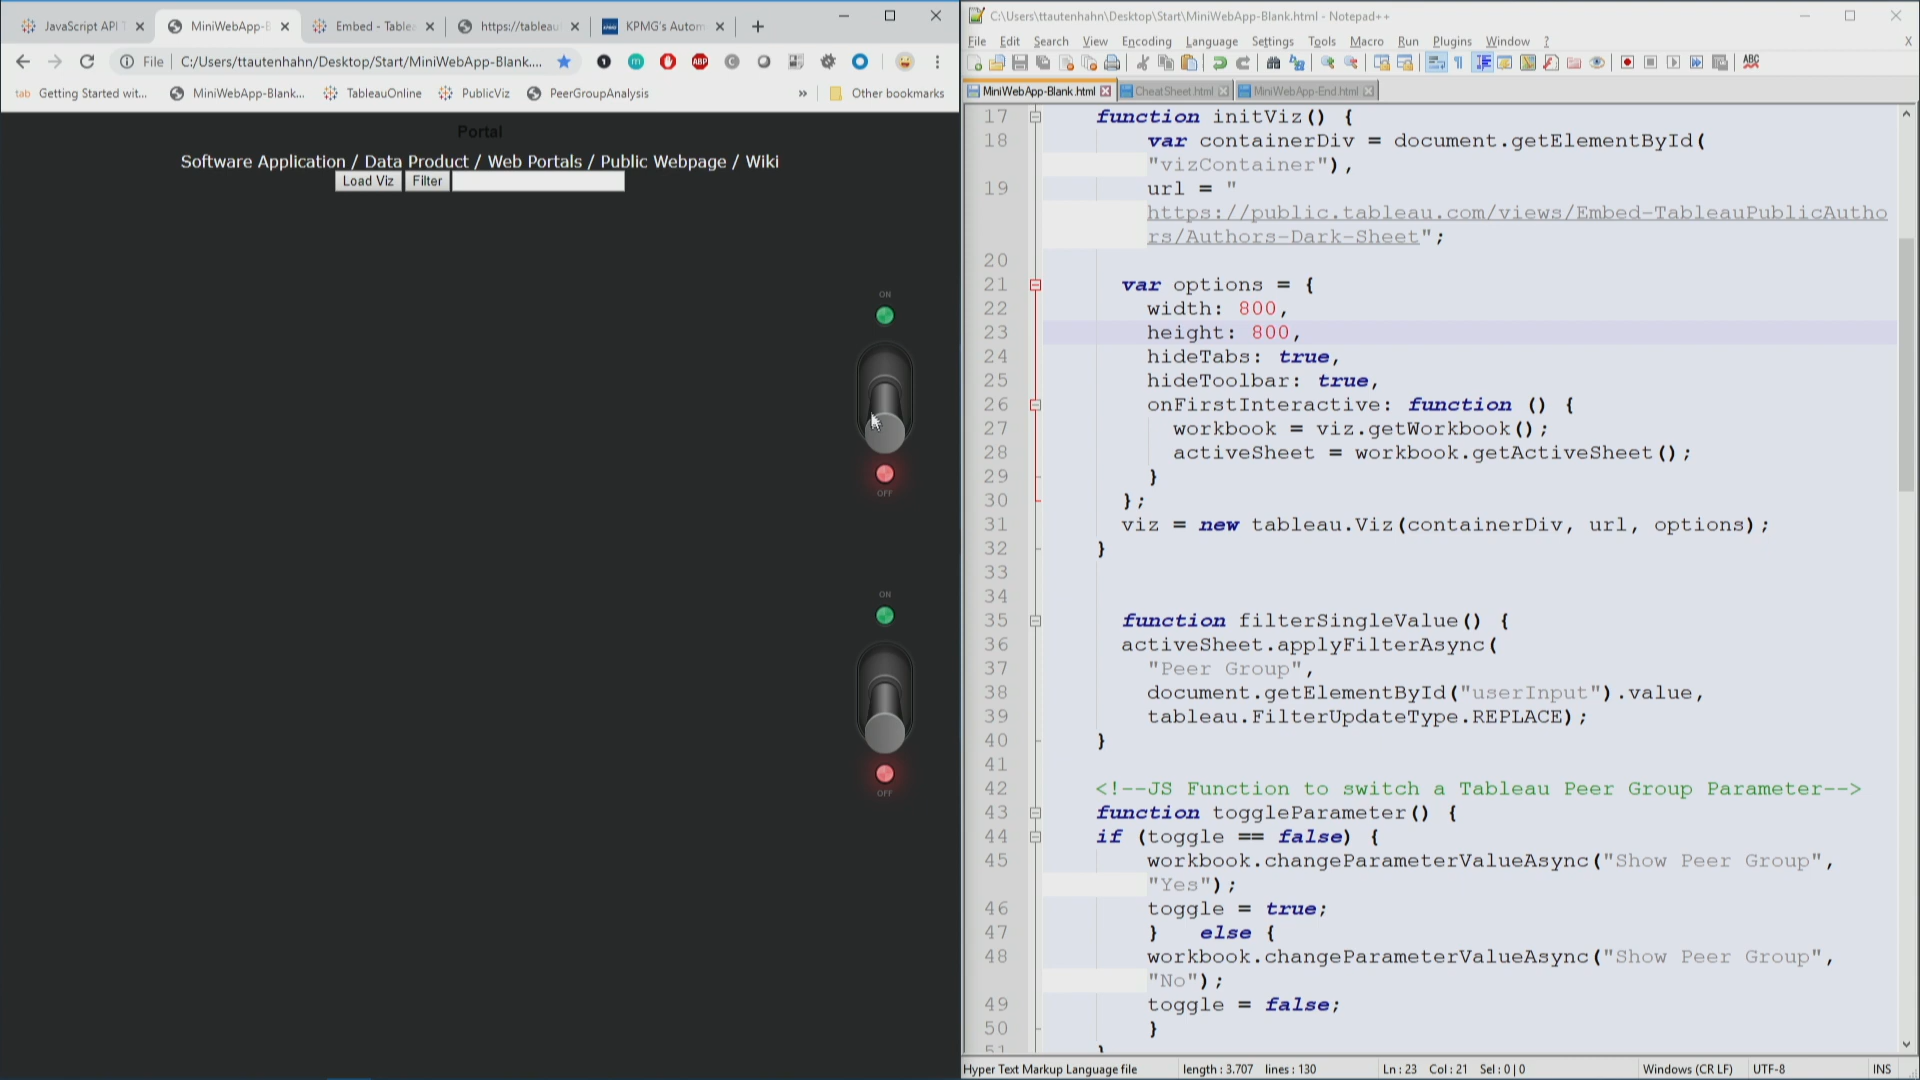 JavaScript API
MiniWebApp-B
Embed - Table
https://tableau
KPMG's Autom
File
C:/Users/ttautenhahn/Desktop/Start/MiniWebApp-Blank....
tab Getting Started wit...
MiniWebApp-Blank...
TableauOnline
PublicViz
PeerGroupAnalysis
»
Other bookmarks
Portal
Software Application / Data Product / Web Portals / Public Webpage / Wiki
Load Viz
Filter
ON
OFF
ON
OFF
C:\Users\ttautenhahn\Desktop\Start\MiniWebApp-Blank.html - Notepad++
File Edit Search View Encoding Language Settings Tools Macro Run Plugins Window ?
X
ABP
ABC
MiniWebApp-Blank.html
CheatSheet.html
MiniWebApp-End.html
17 function initViz() {
18 var containerDiv = document.getElementById(
"vizContainer"),
19 url = "
https://public.tableau.com/views/Embed-TableauPublicAutho
rs/Authors-Dark-Sheet";
20
21 var options = {
22 width: 800,
23 height: 800,
24 hideTabs: true,
25 hideToolbar: true,
26 onFirstInteractive: function () {
27 workbook = viz.getWorkbook();
28 activeSheet = workbook.getActiveSheet();
29 }
30 };
31 viz = new tableau.Viz(containerDiv, url, options);
32 }
33
34
35 function filterSingleValue() {
36 activeSheet.applyFilterAsync(
37 "Peer Group",
38 document.getElementById("userInput").value,
39 tableau.FilterUpdateType.REPLACE);
40 }
41
42 <!--JS Function to switch a Tableau Peer Group Parameter-->
43 function toggleParameter() {
44 if (toggle == false) {
45 workbook.changeParameterValueAsync("Show Peer Group",
"Yes");
46 toggle = true;
47 } else {
48 workbook.changeParameterValueAsync("Show Peer Group",
"No");
49 toggle = false;
50 }
51 }
Hyper Text Markup Language file
length : 3.707 lines : 130
Ln : 23 Col : 21 Sel : 0 | 0
Windows (CR LF)
UTF-8
INS